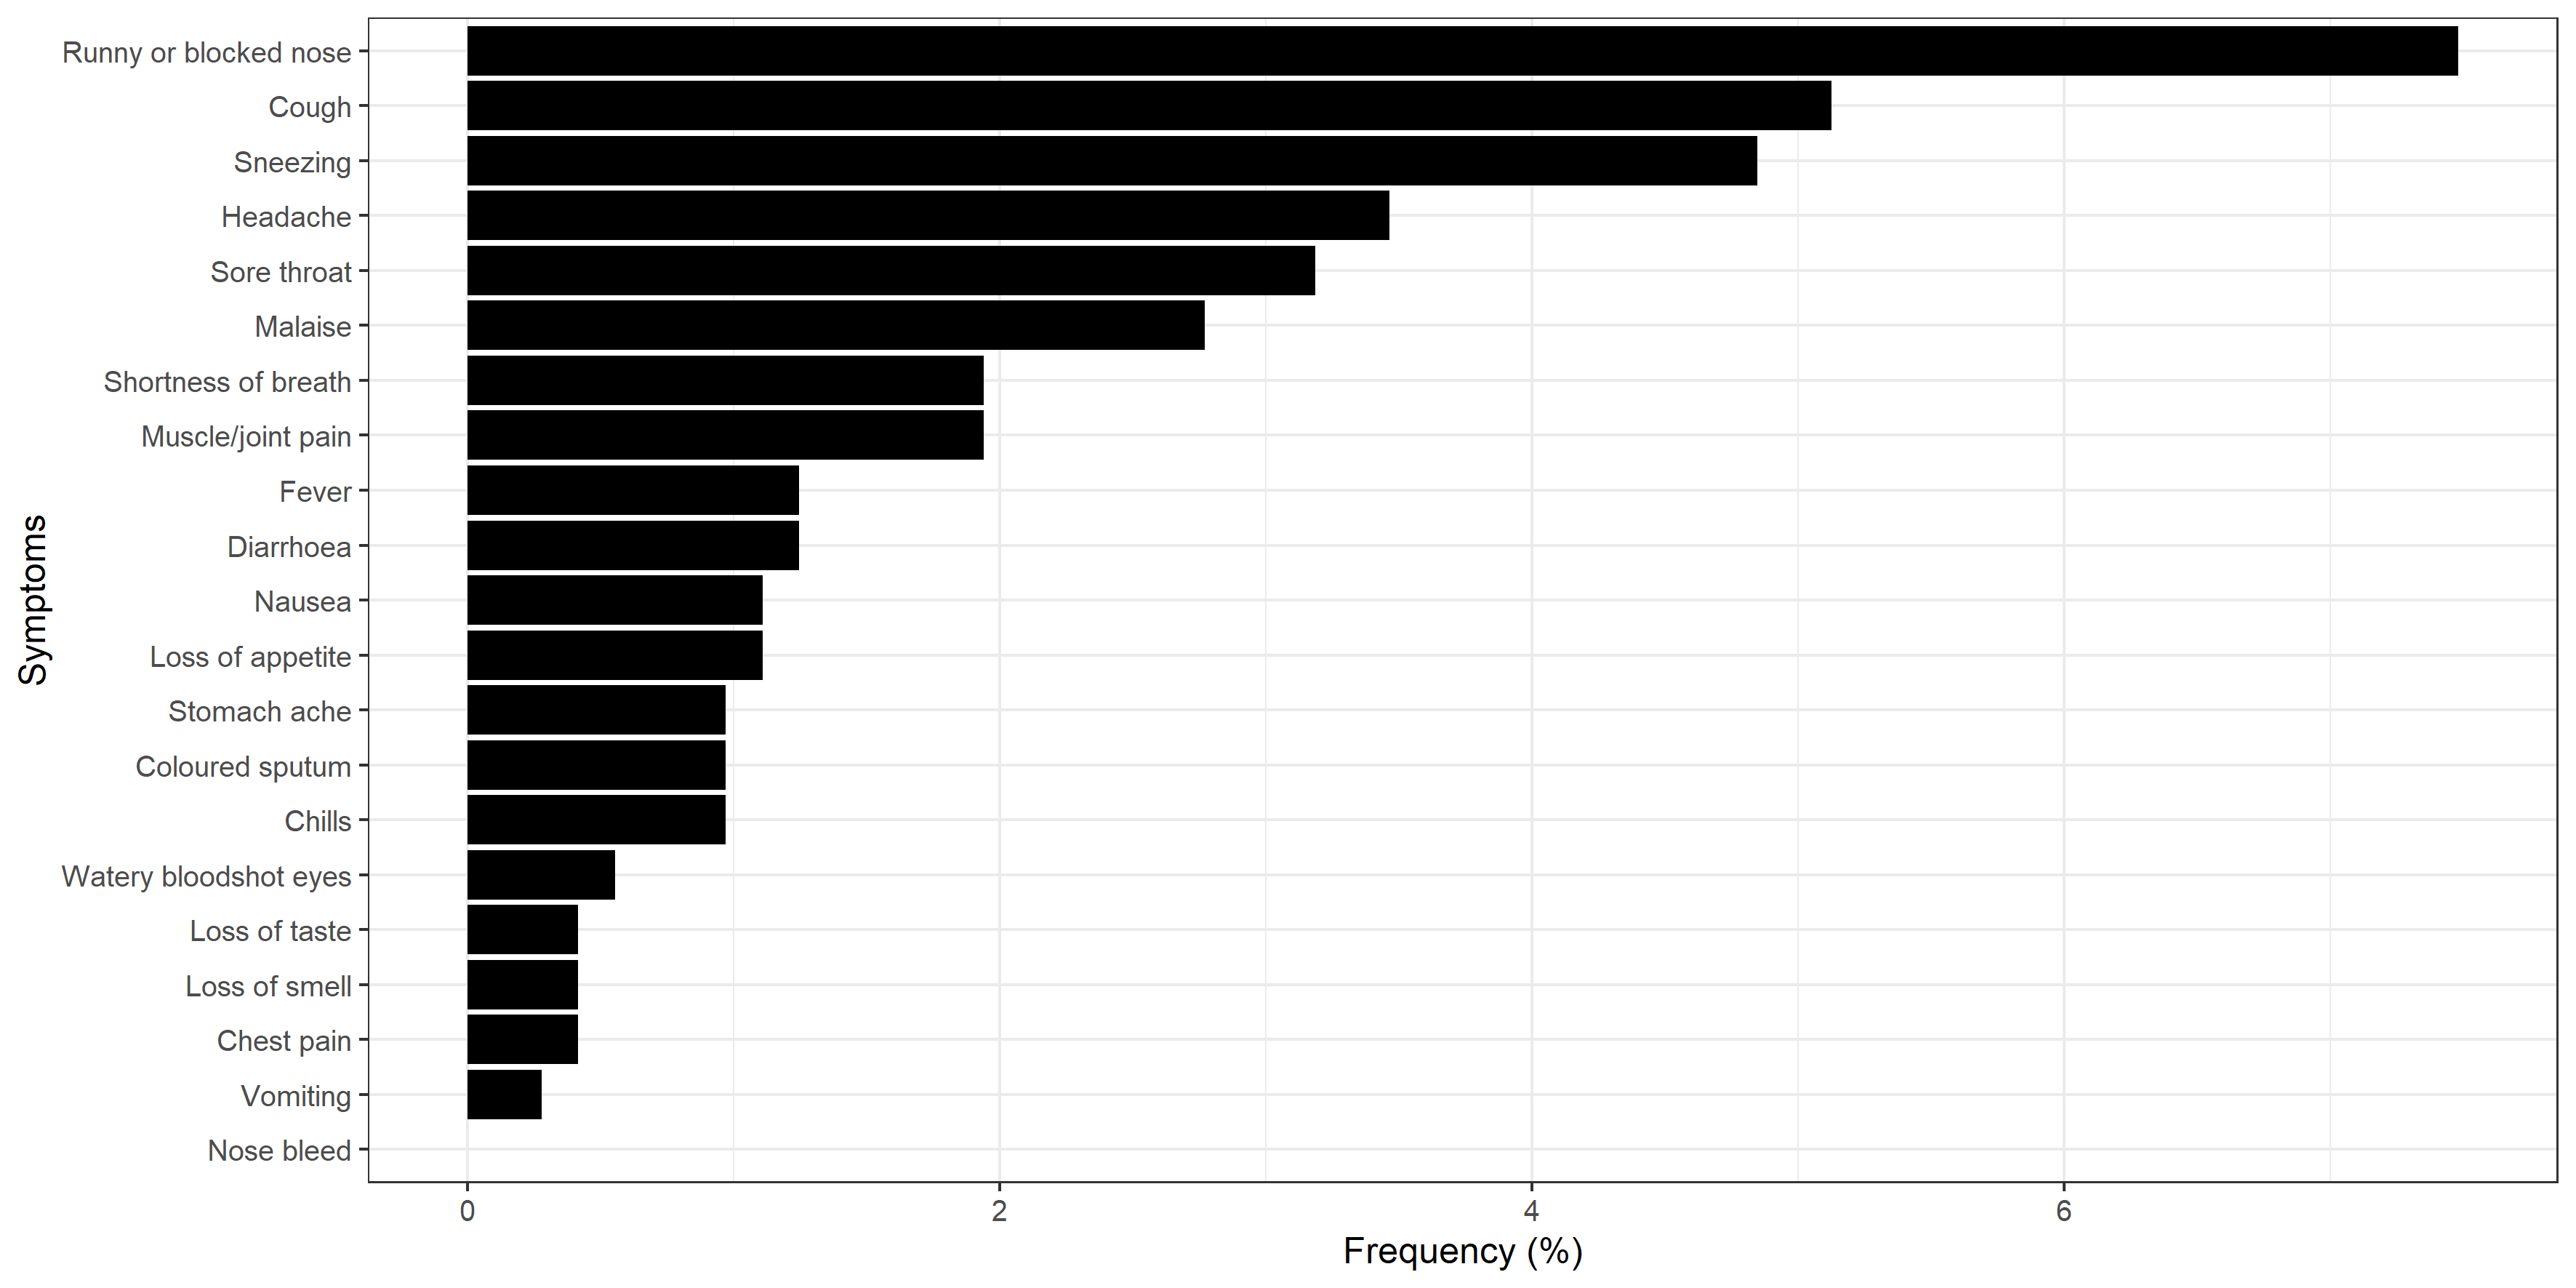 Runny or blocked nose
Cough
Sneezing
Headache
Sore throat
Malaise
Shortness of breath
Muscle/joint pain
Fever
Diarrhoea
Nausea
Loss of appetite
Stomach ache
Coloured sputum
Chills
Watery bloodshot eyes
Loss of taste
Loss of smell
Chest pain
Vomiting
Nose bleed
Symptoms
0 2 4 6
Frequency (%)